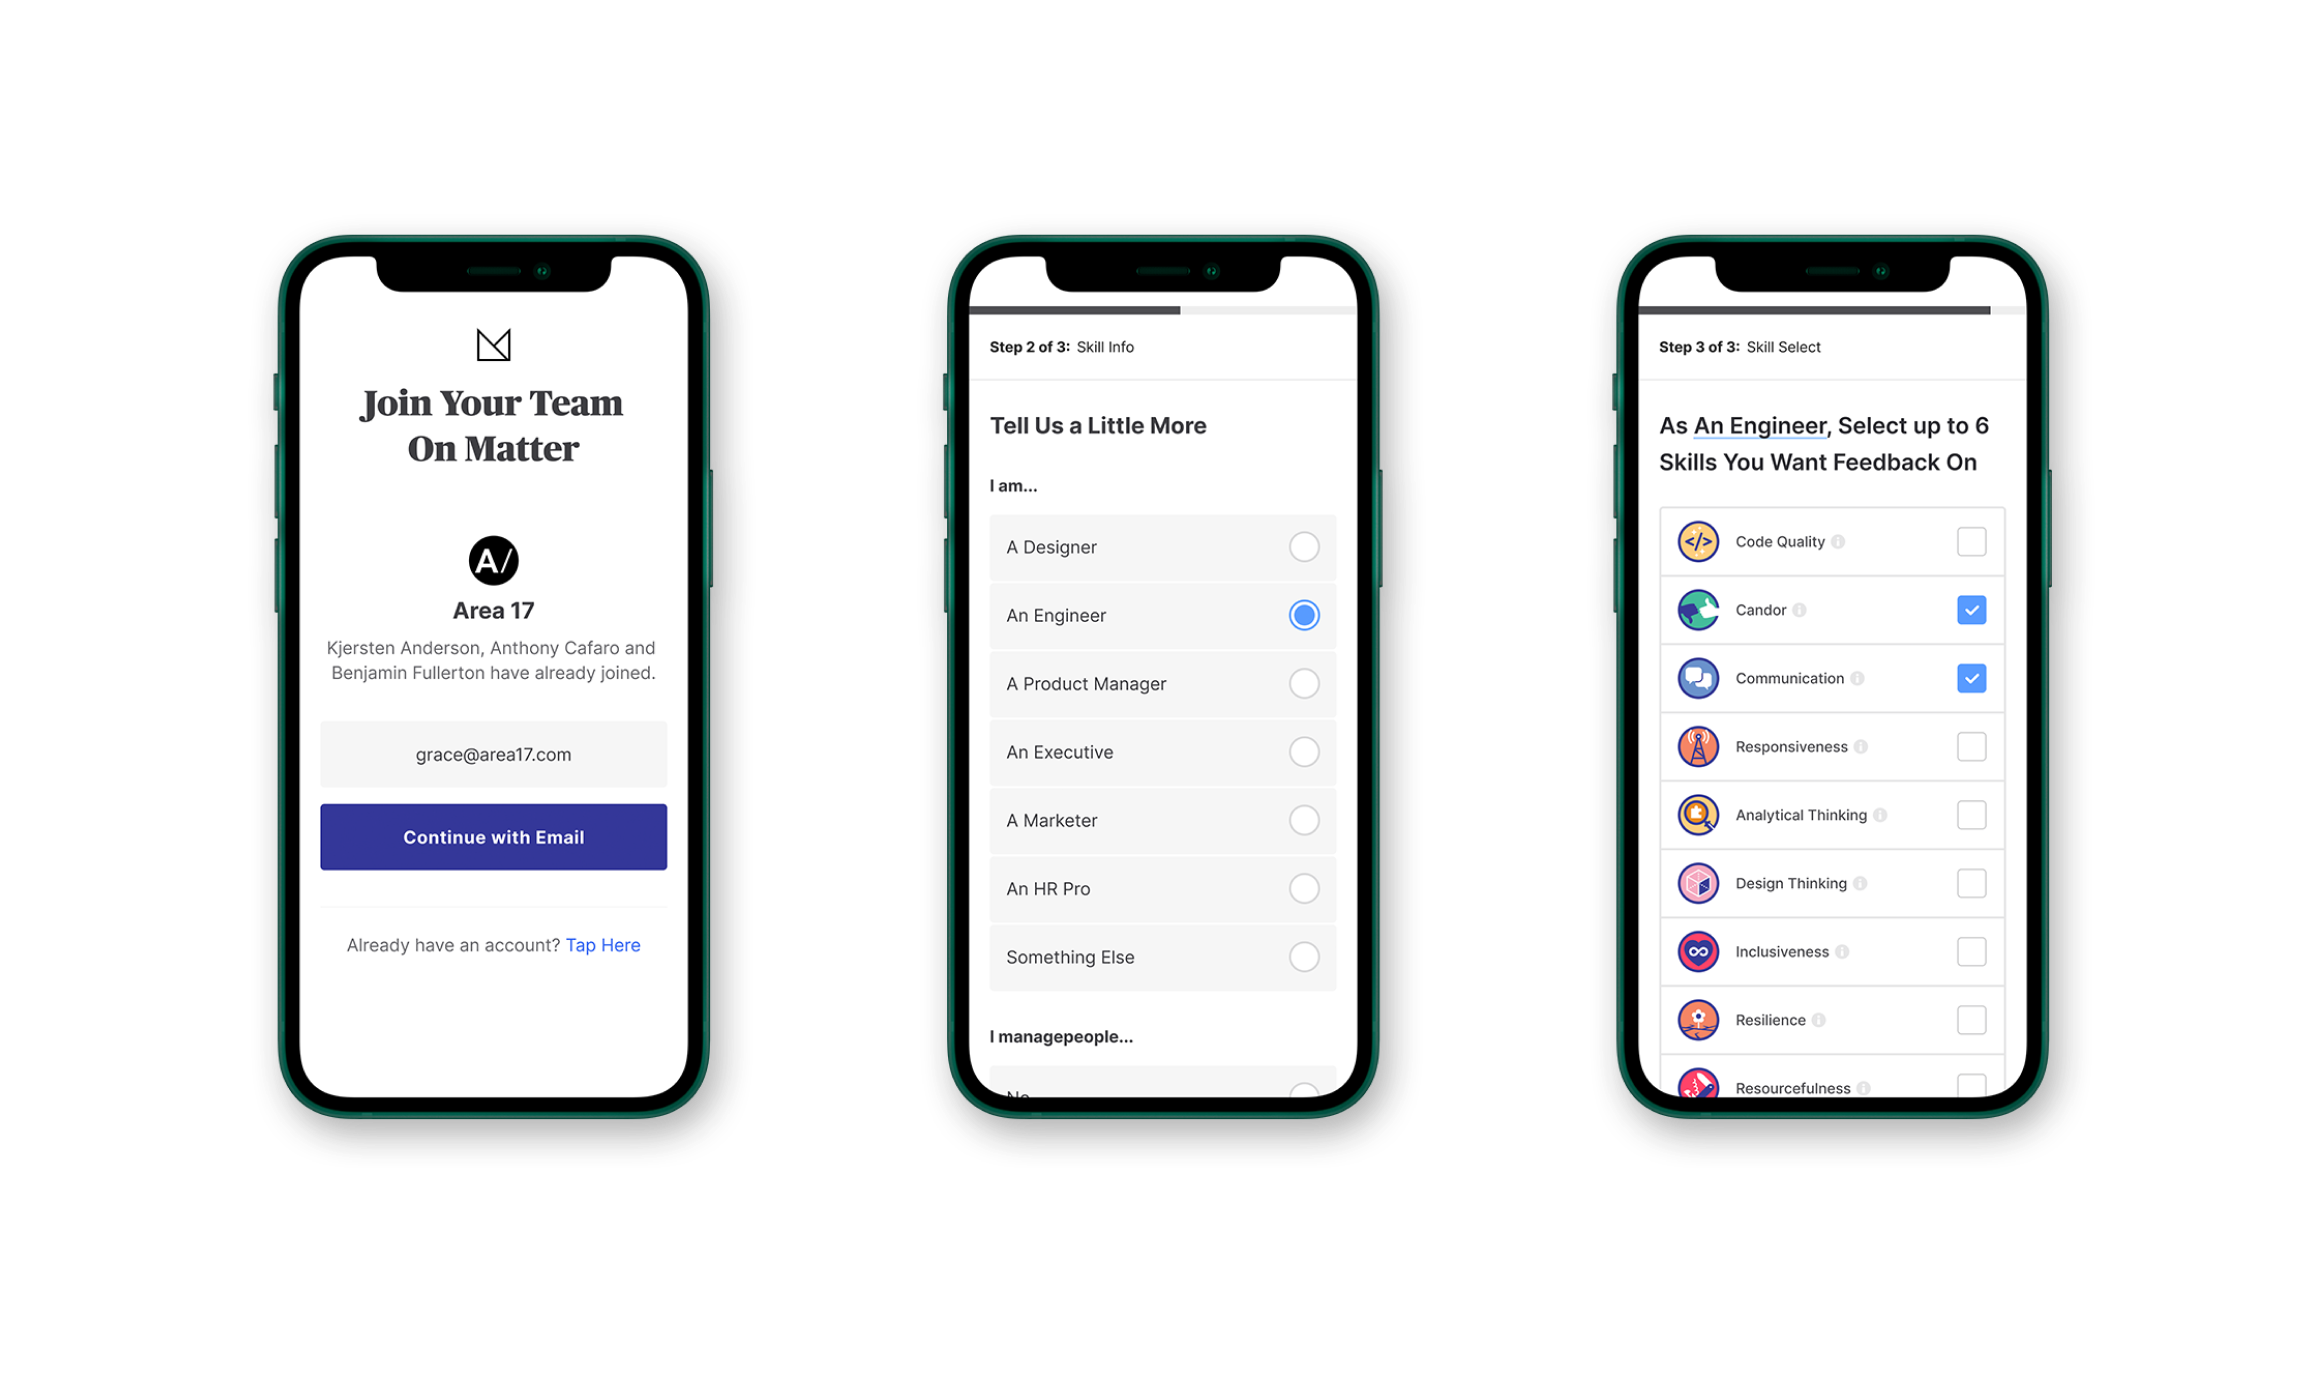 Join Your Team
On Matter
A/
Area 17
Kjersten Anderson, Anthony Cafaro and
Benjamin Fullerton have already joined.
grace@area17.com
Continue with Email
Already have an account? Tap Here
Step 2 of 3: Skill Info
Tell Us a Little More
I am...
A Designer
An Engineer
A Product Manager
An Executive
A Marketer
An HR Pro
Something Else
I managepeople...
No
Step 3 of 3: Skill Select
As An Engineer, Select up to 6
Skills You Want Feedback On
Code Quality
Candor
Communication
Responsiveness
Analytical Thinking
Design Thinking
Inclusiveness
Resilience
Resourcefulness